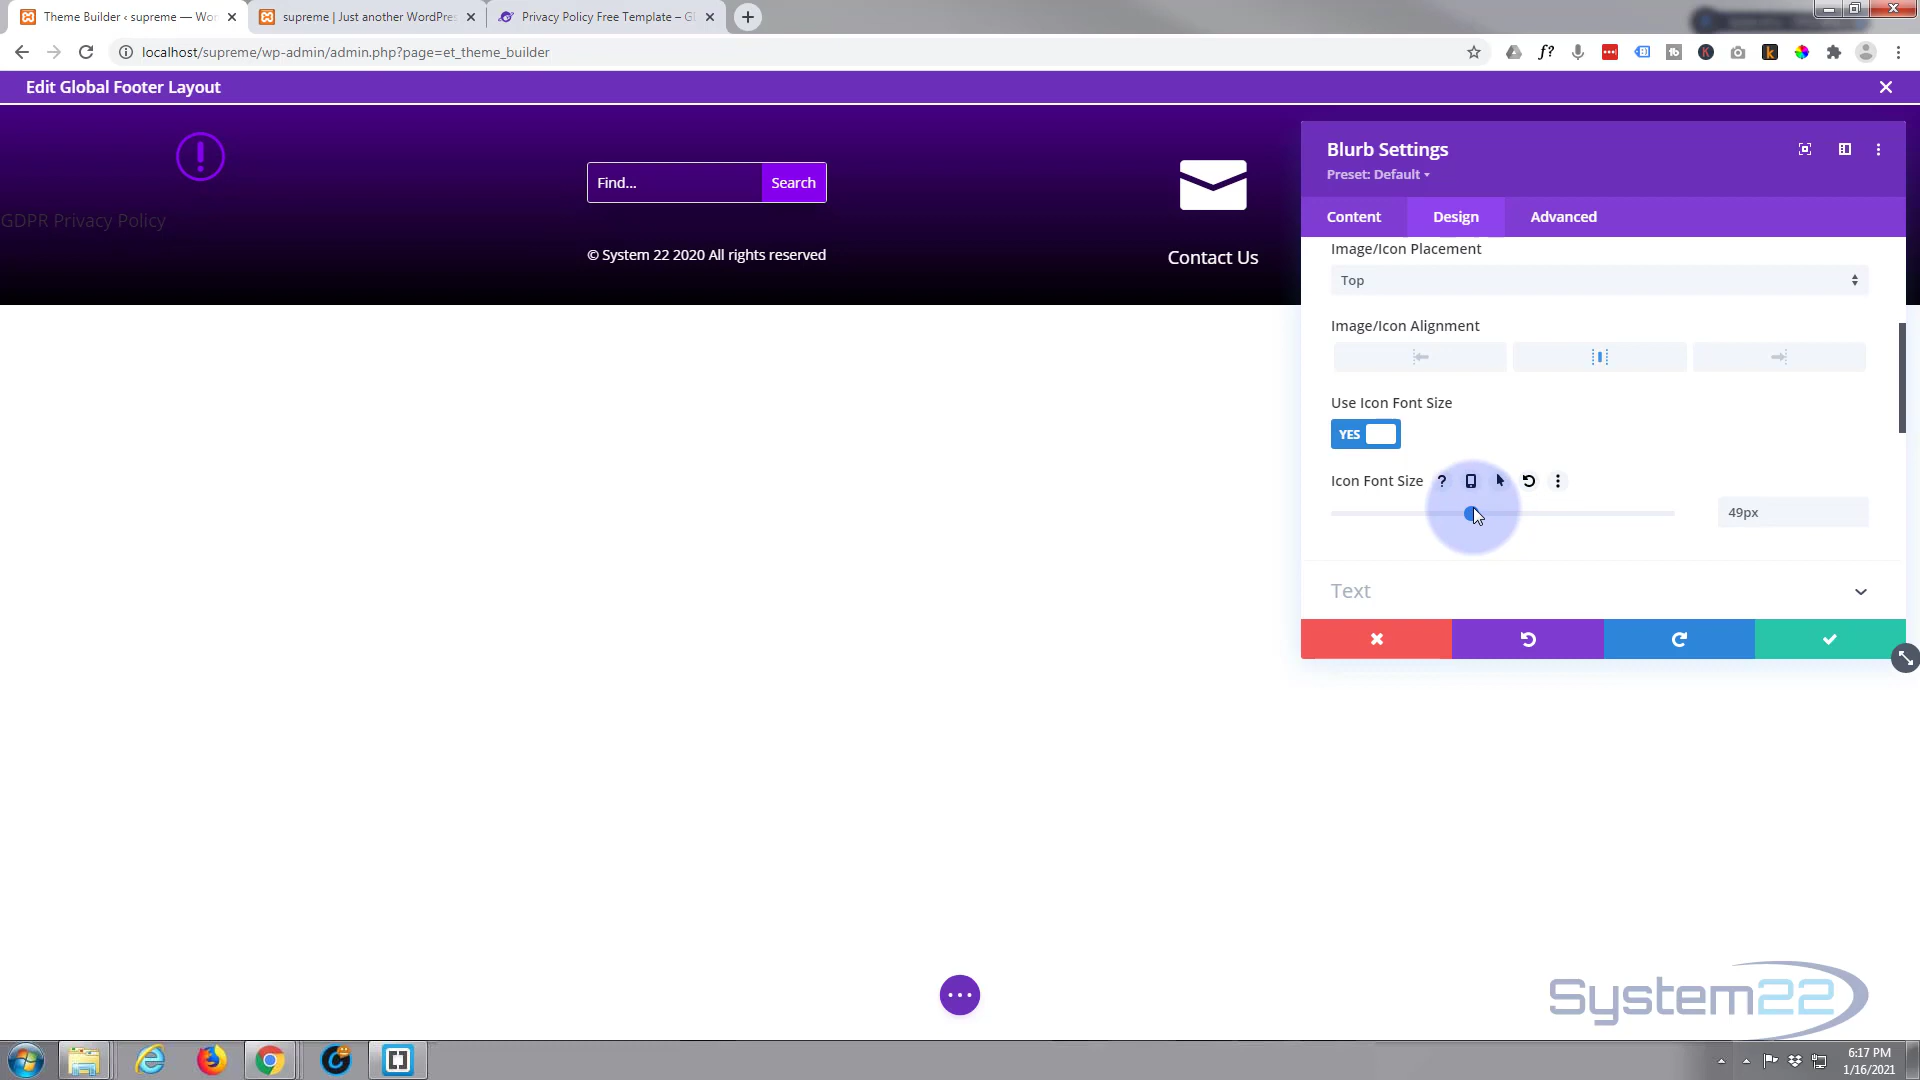 Theme Builder ‹ supreme — Wor
supreme | Just another WordPres
Privacy Policy Free Template – G
localhost/supreme/wp-admin/admin.php?page=et_theme_builder
Edit Global Footer Layout
GDPR Privacy Policy
Find...
Search
© System 22 2020 All rights reserved
Contact Us
Blurb Settings
Preset: Default
Content
Design
Advanced
Image/Icon Placement
Top
Image/Icon Alignment
Use Icon Font Size
YES
Icon Font Size
49px
Text
System22
6:17 PM
1/16/2021